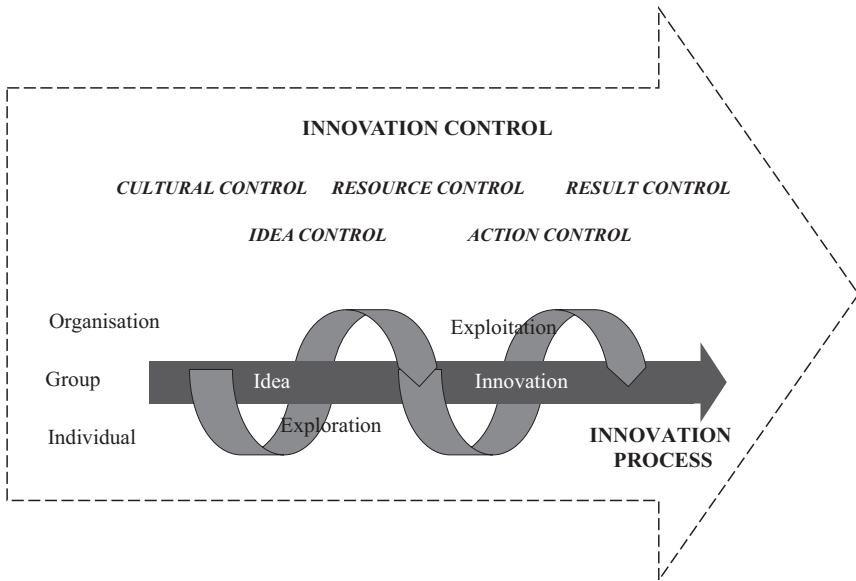 INNOVATION CONTROL
CULTURAL CONTROL RESOURCE CONTROL RESULT CONTROL
IDEA CONTROL ACTION CONTROL
Organisation
Exploitation
Group
Idea
Innovation
Exploration
Individual
INNOVATION
PROCESS